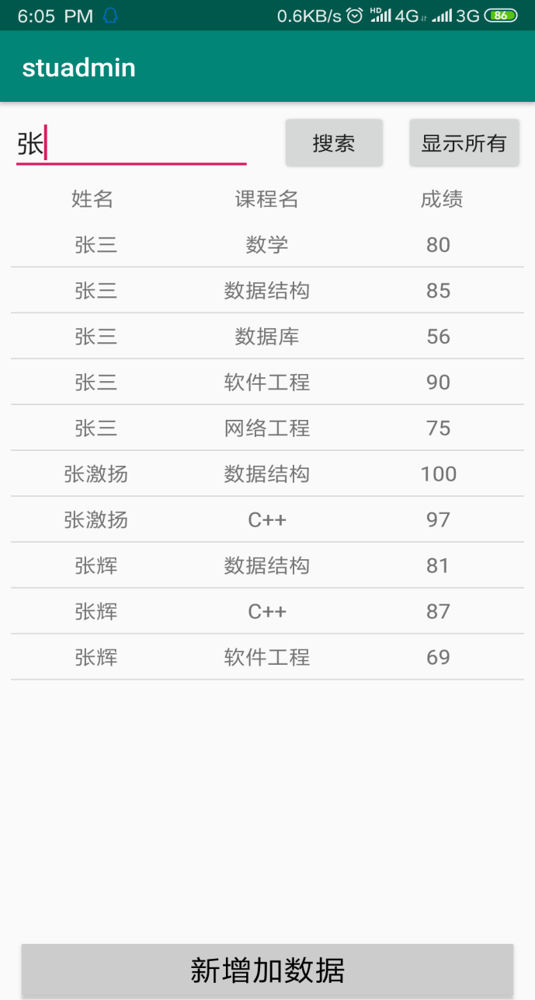 6:05 PM 0.6KB/s HD 4G 3G 86
stuadmin
张 搜索 显示所有
姓名 课程名 成绩
张三 数学 80
张三 数据结构 85
张三 数据库 56
张三 软件工程 90
张三 网络工程 75
张激扬 数据结构 100
张激扬 C++ 97
张辉 数据结构 81
张辉 C++ 87
张辉 软件工程 69
新增加数据